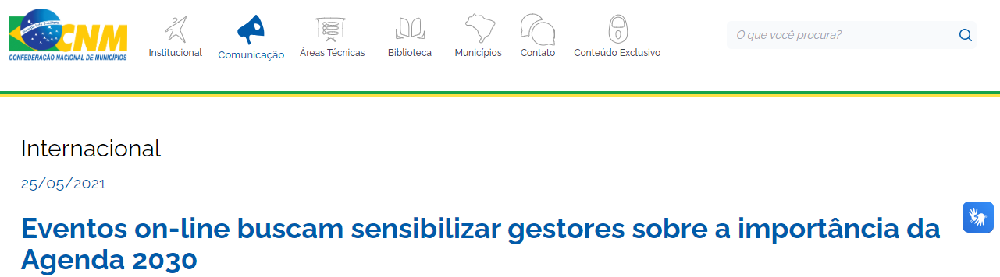 CNM
CONFEDERAÇÃO NACIONAL DE MUNICÍPIOS
Institucional
Comunicação
Áreas Técnicas
Biblioteca
Municípios
Contato
Conteúdo Exclusivo
O que você procura?
Internacional
25/05/2021
Eventos on-line buscam sensibilizar gestores sobre a importância da
Agenda 2030